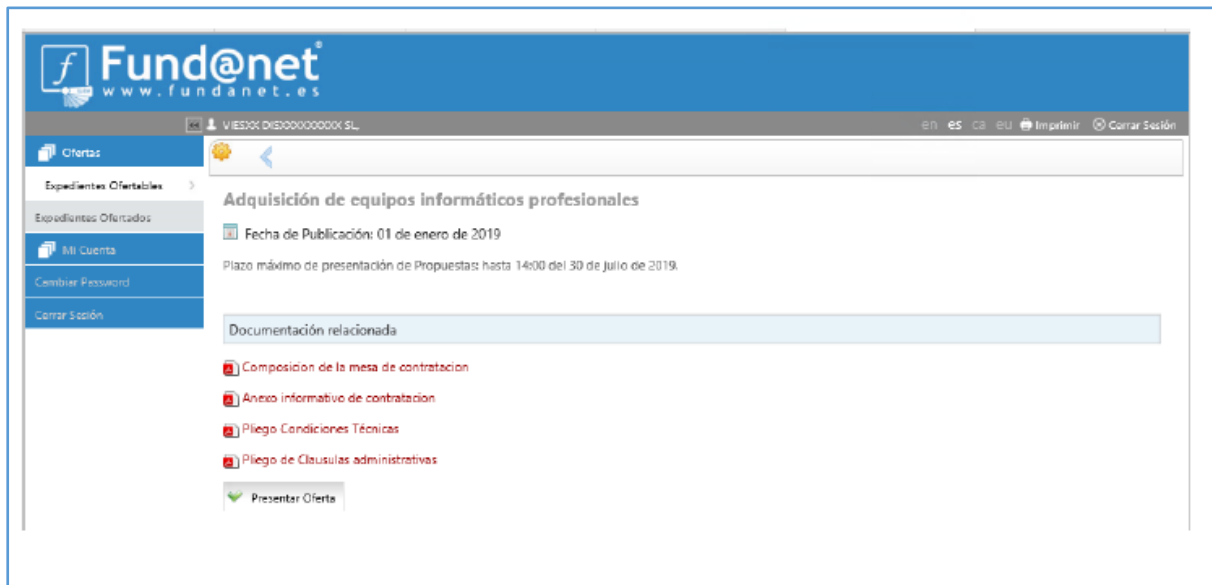 Fund@net
www.fundanet.es
en es ca eu Imprimir Cerrar Sesión
Ofertas
Expedientes Ofertables
Expedientes Ofertados
Mi Cuenta
Cambiar Password
Cerrar Sesión
Adquisición de equipos informáticos profesionales
Fecha de Publicación: 01 de enero de 2019
Plazo máximo de presentación de Propuestas: hasta 14:00 del 30 de julio de 2019.
Documentación relacionada
Composicion de la mesa de contratacion
Anexo informativo de contratacion
Pliego Condiciones Técnicas
Pliego de Clausulas administrativas
Presentar Oferta